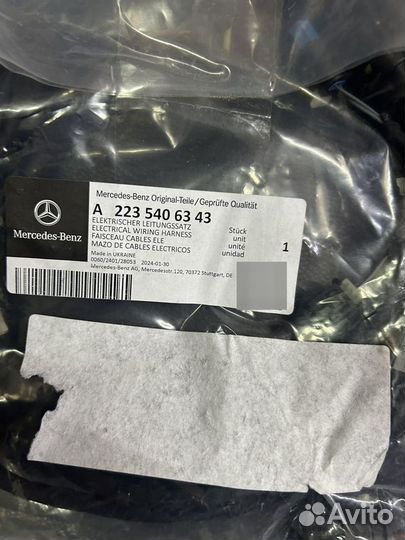 Mercedes-Benz Original-Teile/Geprüfte Qualität
A 223 540 63 43
ELEKTRISCHER LEITUNGSSATZ
ELECTRICAL WIRING HARNESS
FAISCEAU CABLES ELE
MAZO DE CABLES ELECTRICOS
Stück
unit
unité
unidad
1
Made in UKRAINE
0060/2401/28053 2024-01-30
Mercedes-Benz AG, Mercedesstr.120, 70372 Stuttgart, DE
Mercedes-Benz
Avito